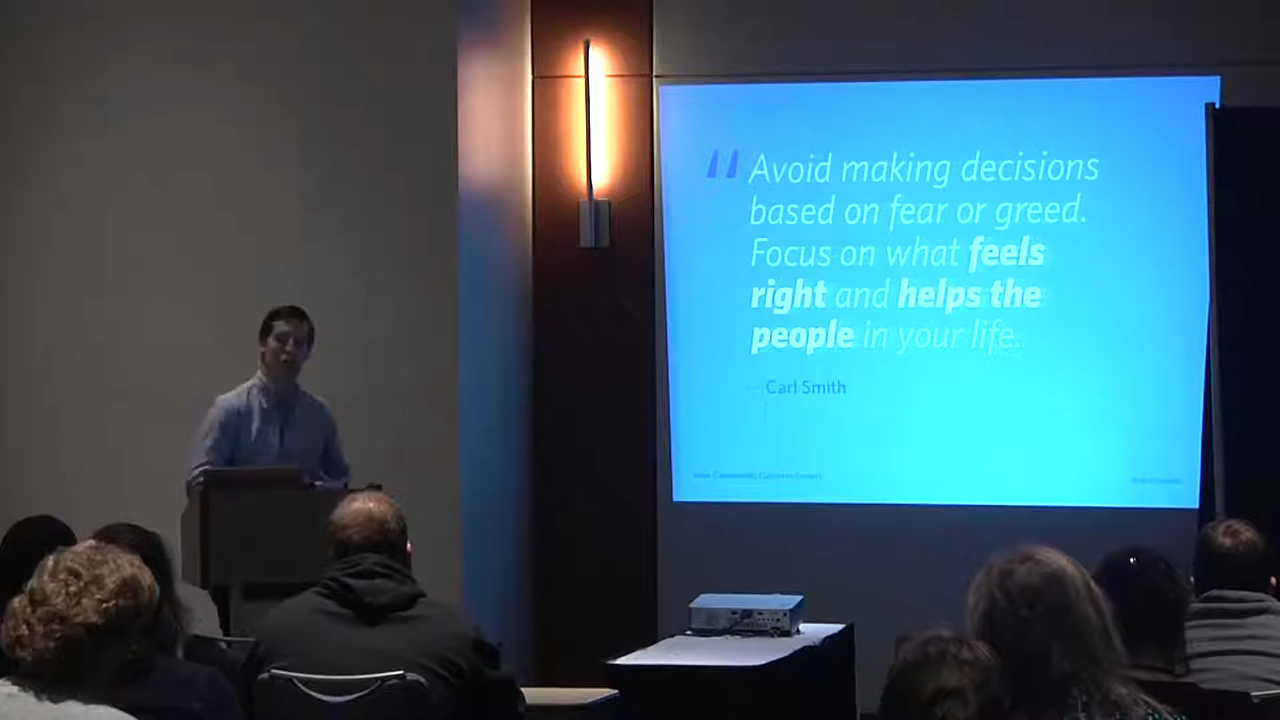 " Avoid making decisions
based on fear or greed.
Focus on what feels
right and helps the
people in your life.
— Carl Smith